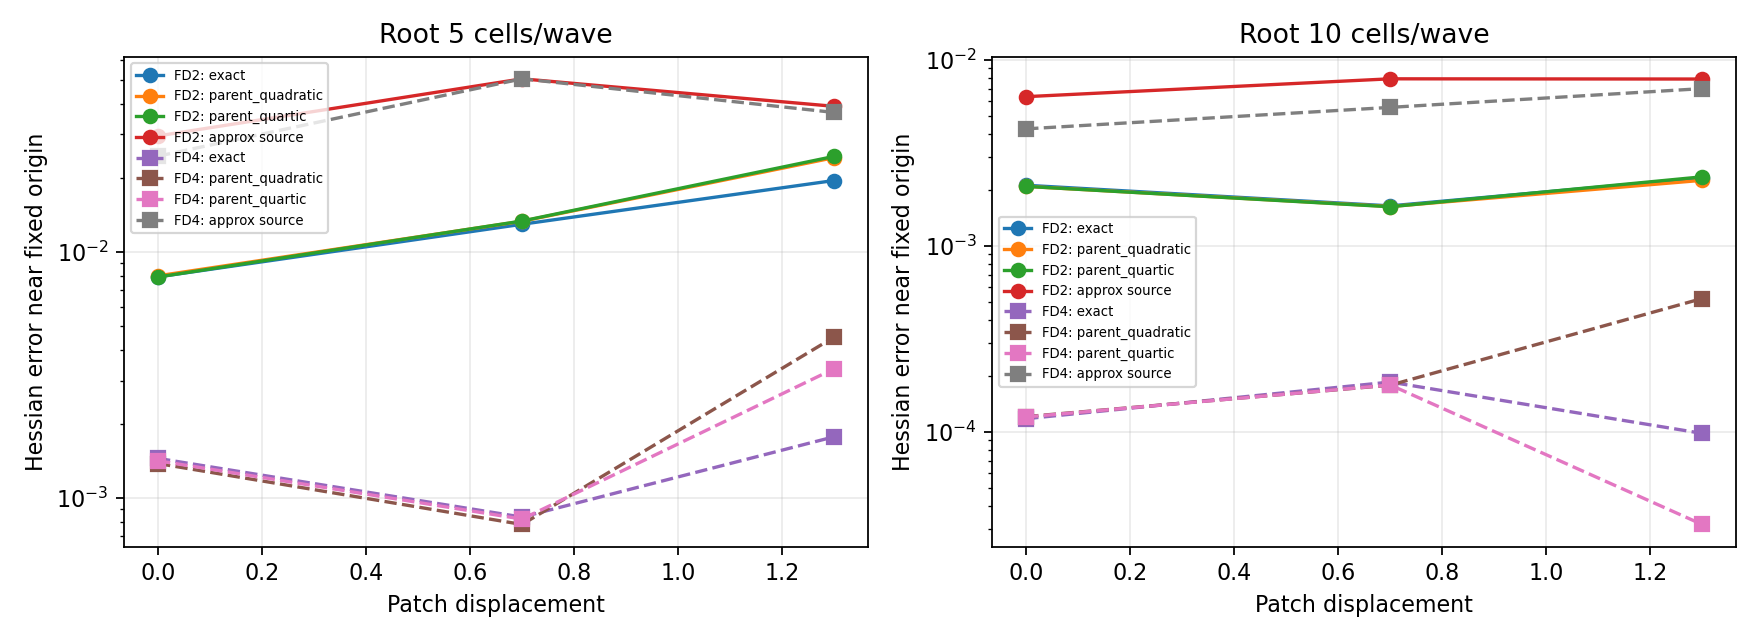 Root 5 cells/wave
Hessian error near fixed origin
10⁻²
10⁻³
FD2: exact
FD2: parent_quadratic
FD2: parent_quartic
FD2: approx source
FD4: exact
FD4: parent_quadratic
FD4: parent_quartic
FD4: approx source
0.0 0.2 0.4 0.6 0.8 1.0 1.2
Patch displacement
Root 10 cells/wave
Hessian error near fixed origin
10⁻²
10⁻³
10⁻⁴
FD2: exact
FD2: parent_quadratic
FD2: parent_quartic
FD2: approx source
FD4: exact
FD4: parent_quadratic
FD4: parent_quartic
FD4: approx source
0.0 0.2 0.4 0.6 0.8 1.0 1.2
Patch displacement